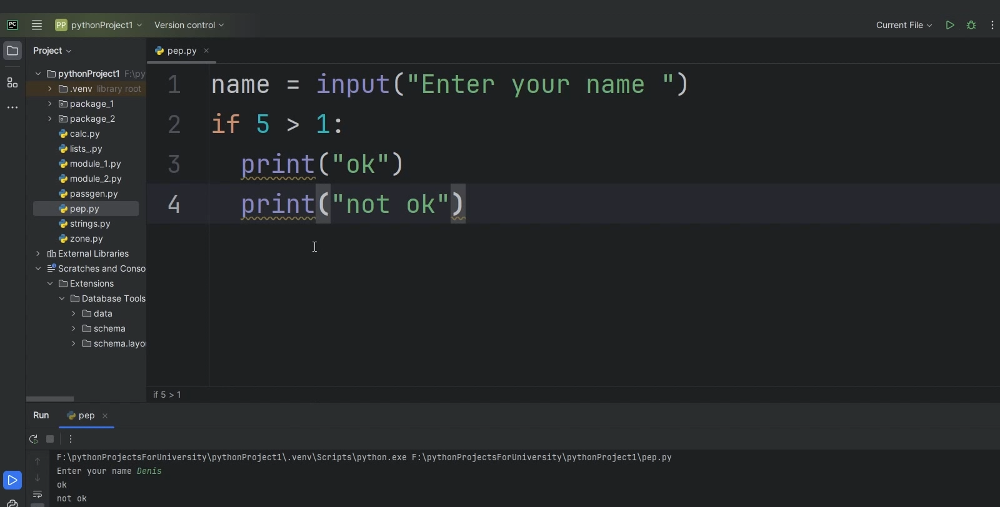 PC PP pythonProject1 Version control Current File
Project
pep.py
pythonProject1 F:\py
.venv library root
package_1
package_2
calc.py
lists_.py
module_1.py
module_2.py
passgen.py
pep.py
strings.py
zone.py
External Libraries
Scratches and Conso
Extensions
Database Tools
data
schema
schema.layou
1 name = input("Enter your name ")
2 if 5 > 1:
3 print("ok")
4 print("not ok")
if 5 > 1
Run pep
F:\pythonProjectsForUniversity\pythonProject1\.venv\Scripts\python.exe F:\pythonProjectsForUniversity\pythonProject1\pep.py
Enter your name Denis
ok
not ok